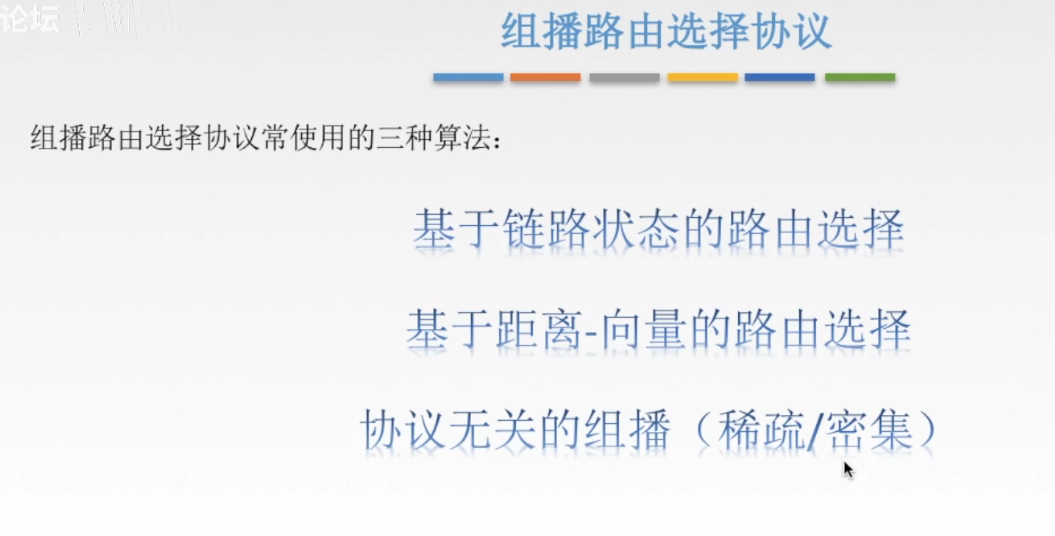 论坛
组播路由选择协议
组播路由选择协议常使用的三种算法：
基于链路状态的路由选择
基于距离-向量的路由选择
协议无关的组播（稀疏/密集）